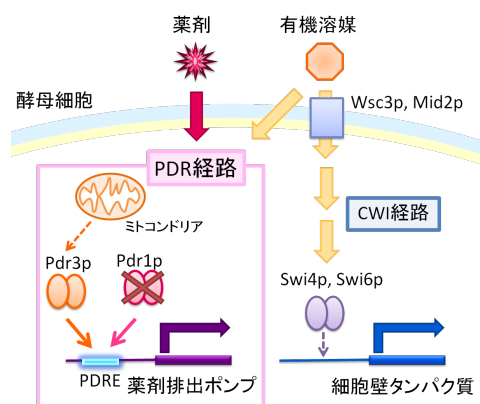 薬剤
有機溶媒
酵母細胞
Wsc3p, Mid2p
PDR経路
ミトコンドリア
CWI経路
Pdr3p
Pdr1p
Swi4p, Swi6p
PDRE
薬剤排出ポンプ
細胞壁タンパク質